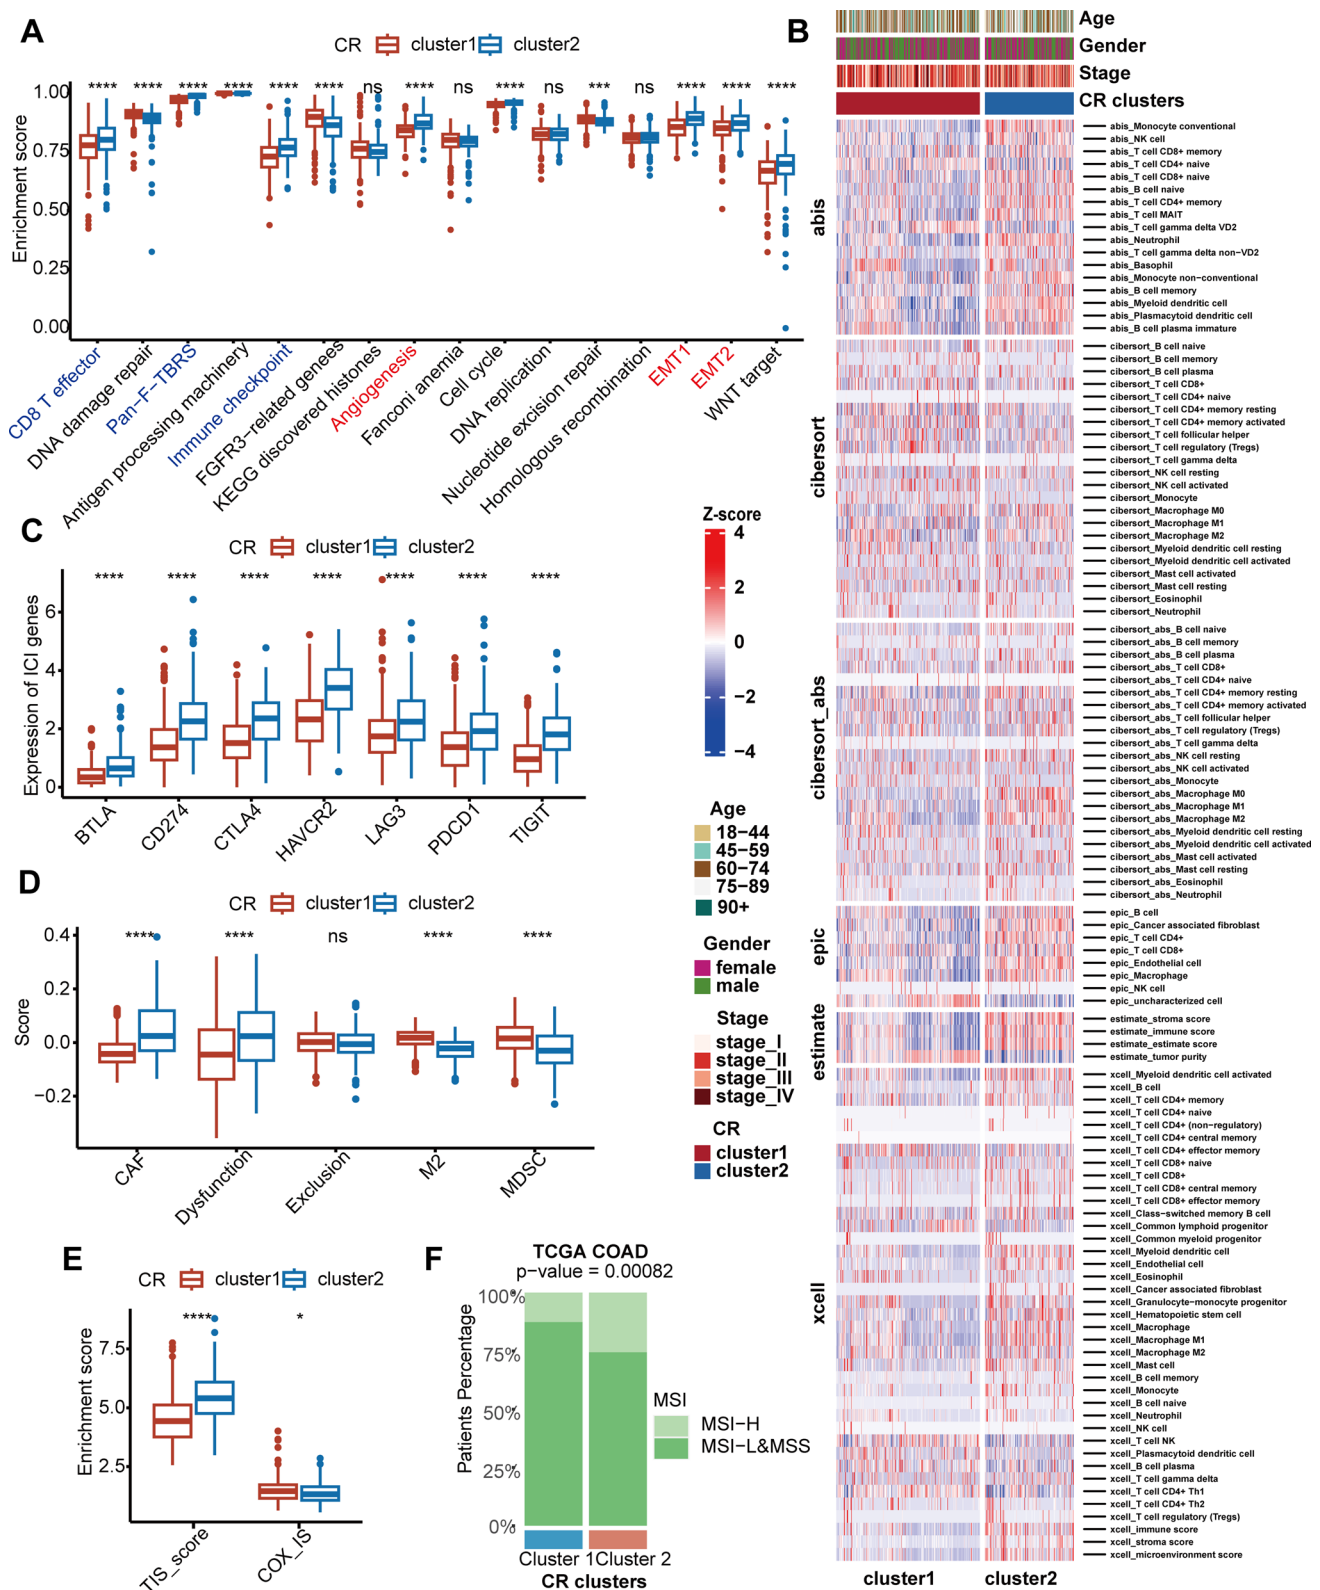 A
CR cluster1 cluster2
Enrichment score
1.00
0.75
0.50
0.25
0.00
**** **** **** **** **** **** ns **** ns **** ns *** ns **** **** ****
CD8 T effector
DNA damage repair
Pan−F−TBRS
Antigen processing machinery
Immune checkpoint
FGFR3−related genes
KEGG discovered histones
Angiogenesis
Fanconi anemia
Cell cycle
DNA replication
Nucleotide excision repair
Homologous recombination
EMT1
EMT2
WNT target
B
Age
Gender
Stage
CR clusters
abis
abis_Monocyte conventional
abis_NK cell
abis_T cell CD8+ memory
abis_T cell CD4+ naive
abis_T cell CD8+ naive
abis_B cell naive
abis_T cell CD4+ memory
abis_T cell MAIT
abis_T cell gamma delta VD2
abis_Neutrophil
abis_T cell gamma delta non−VD2
abis_Basophil
abis_Monocyte non−conventional
abis_B cell memory
abis_Myeloid dendritic cell
abis_Plasmacytoid dendritic cell
abis_B cell plasma immature
cibersort
cibersort_B cell naive
cibersort_B cell memory
cibersort_B cell plasma
cibersort_T cell CD8+
cibersort_T cell CD4+ naive
cibersort_T cell CD4+ memory resting
cibersort_T cell CD4+ memory activated
cibersort_T cell follicular helper
cibersort_T cell regulatory (Tregs)
cibersort_T cell gamma delta
cibersort_NK cell resting
cibersort_NK cell activated
cibersort_Monocyte
cibersort_Macrophage M0
cibersort_Macrophage M1
cibersort_Macrophage M2
cibersort_Myeloid dendritic cell resting
cibersort_Myeloid dendritic cell activated
cibersort_Mast cell activated
cibersort_Mast cell resting
cibersort_Eosinophil
cibersort_Neutrophil
cibersort_abs
cibersort_abs_B cell naive
cibersort_abs_B cell memory
cibersort_abs_B cell plasma
cibersort_abs_T cell CD8+
cibersort_abs_T cell CD4+ naive
cibersort_abs_T cell CD4+ memory resting
cibersort_abs_T cell CD4+ memory activated
cibersort_abs_T cell follicular helper
cibersort_abs_T cell regulatory (Tregs)
cibersort_abs_T cell gamma delta
cibersort_abs_NK cell resting
cibersort_abs_NK cell activated
cibersort_abs_Monocyte
cibersort_abs_Macrophage M0
cibersort_abs_Macrophage M1
cibersort_abs_Macrophage M2
cibersort_abs_Myeloid dendritic cell resting
cibersort_abs_Myeloid dendritic cell activated
cibersort_abs_Mast cell activated
cibersort_abs_Mast cell resting
cibersort_abs_Eosinophil
cibersort_abs_Neutrophil
epic
epic_B cell
epic_Cancer associated fibroblast
epic_T cell CD4+
epic_T cell CD8+
epic_Endothelial cell
epic_Macrophage
epic_NK cell
epic_uncharacterized cell
estimate
estimate_stroma score
estimate_immune score
estimate_estimate score
estimate_tumor purity
xcell
xcell_Myeloid dendritic cell activated
xcell_B cell
xcell_T cell CD4+ memory
xcell_T cell CD4+ naive
xcell_T cell CD4+ (non−regulatory)
xcell_T cell CD4+ central memory
xcell_T cell CD4+ effector memory
xcell_T cell CD8+ naive
xcell_T cell CD8+
xcell_T cell CD8+ central memory
xcell_T cell CD8+ effector memory
xcell_Class−switched memory B cell
xcell_Common lymphoid progenitor
xcell_Common myeloid progenitor
xcell_Myeloid dendritic cell
xcell_Endothelial cell
xcell_Eosinophil
xcell_Cancer associated fibroblast
xcell_Granulocyte−monocyte progenitor
xcell_Hematopoietic stem cell
xcell_Macrophage
xcell_Macrophage M1
xcell_Macrophage M2
xcell_Mast cell
xcell_B cell memory
xcell_Monocyte
xcell_B cell naive
xcell_Neutrophil
xcell_NK cell
xcell_T cell NK
xcell_Plasmacytoid dendritic cell
xcell_B cell plasma
xcell_T cell gamma delta
xcell_T cell CD4+ Th1
xcell_T cell CD4+ Th2
xcell_T cell regulatory (Tregs)
xcell_immune score
xcell_stroma score
xcell_microenvironment score
cluster1 cluster2
Z−score
4
2
0
−2
−4
Age
18−44
45−59
60−74
75−89
90+
Gender
female
male
Stage
stage_I
stage_II
stage_III
stage_IV
CR
cluster1
cluster2
C
CR cluster1 cluster2
Expression of ICI genes
6
4
2
0
**** **** **** **** **** **** ****
BTLA
CD274
CTLA4
HAVCR2
LAG3
PDCD1
TIGIT
D
CR cluster1 cluster2
Score
0.4
0.2
0.0
−0.2
**** **** ns **** ****
CAF
Dysfunction
Exclusion
M2
MDSC
E
CR cluster1 cluster2
Enrichment score
7.5
5.0
2.5
**** *
TIS_score
COX_IS
F
TCGA COAD
p−value = 0.00082
Patients Percentage
100%
75%
50%
25%
0%
MSI
MSI−H
MSI−L&MSS
Cluster 1 Cluster 2
CR clusters